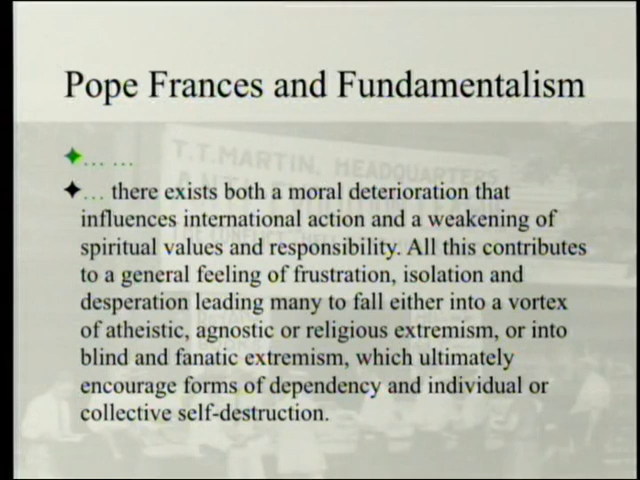 Pope Frances and Fundamentalism
… …
… there exists both a moral deterioration that
influences international action and a weakening of
spiritual values and responsibility. All this contributes
to a general feeling of frustration, isolation and
desperation leading many to fall either into a vortex
of atheistic, agnostic or religious extremism, or into
blind and fanatic extremism, which ultimately
encourage forms of dependency and individual or
collective self-destruction.
T.T. MARTIN. HEADQUARTERS